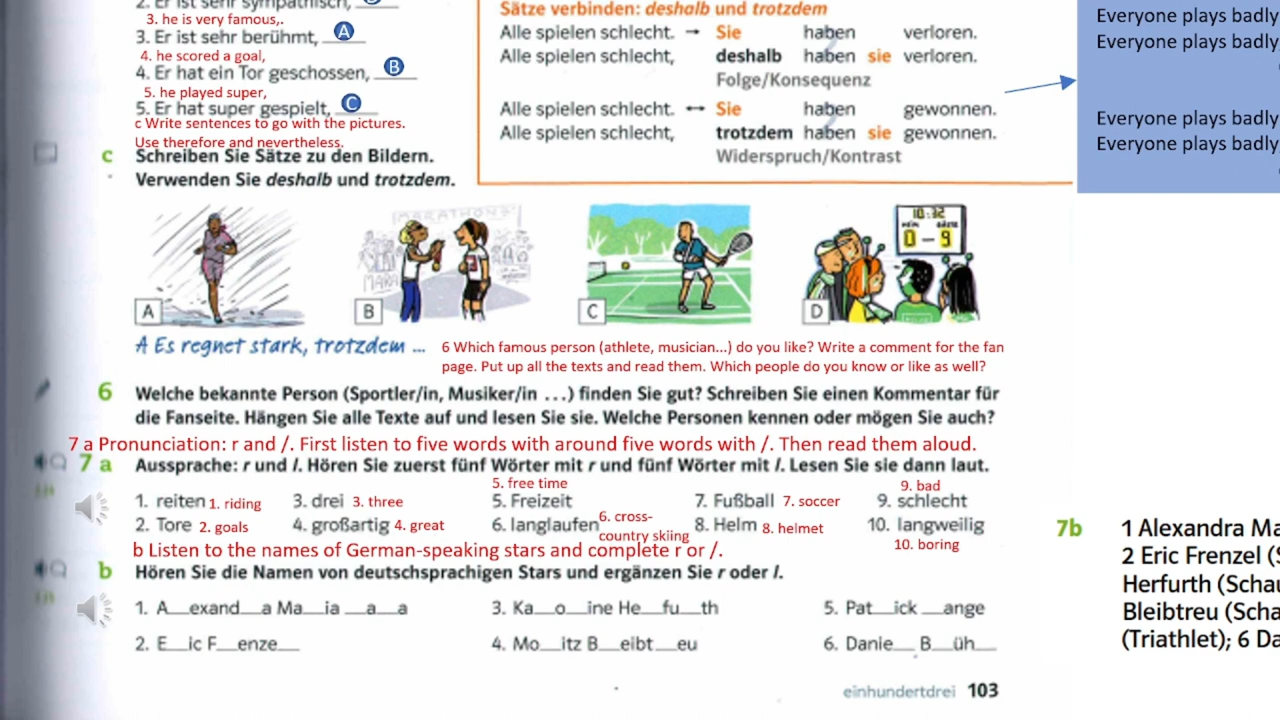 2. Er ist sehr sympathisch,
3. he is very famous,.
3. Er ist sehr berühmt, A
4. he scored a goal,
4. Er hat ein Tor geschossen, B
5. he played super,
5. Er hat super gespielt, C
c Write sentences to go with the pictures.
Use therefore and nevertheless.
c Schreiben Sie Sätze zu den Bildern.
Verwenden Sie deshalb und trotzdem.
Sätze verbinden: deshalb und trotzdem
Alle spielen schlecht. → Sie haben verloren.
Alle spielen schlecht, deshalb haben sie verloren.
Folge/Konsequenz
Alle spielen schlecht. ↔ Sie haben gewonnen.
Alle spielen schlecht, trotzdem haben sie gewonnen.
Widerspruch/Kontrast
Everyone plays badly
Everyone plays badly
Everyone plays badly
Everyone plays badly
MARATHON
10:32
0 - 9
A
B
C
D
A Es regnet stark, trotzdem ...
6 Which famous person (athlete, musician...) do you like? Write a comment for the fan
page. Put up all the texts and read them. Which people do you know or like as well?
6 Welche bekannte Person (Sportler/in, Musiker/in ...) finden Sie gut? Schreiben Sie einen Kommentar für
die Fanseite. Hängen Sie alle Texte auf und lesen Sie sie. Welche Personen kennen oder mögen Sie auch?
7 a Pronunciation: r and /. First listen to five words with around five words with /. Then read them aloud.
7 a Aussprache: r und l. Hören Sie zuerst fünf Wörter mit r und fünf Wörter mit l. Lesen Sie sie dann laut.
5. free time
9. bad
1. reiten 1. riding 3. drei 3. three 5. Freizeit 7. Fußball 7. soccer 9. schlecht
2. Tore 2. goals 4. großartig 4. great 6. langlaufen 6. cross-country skiing 8. Helm 8. helmet 10. langweilig
10. boring
b Listen to the names of German-speaking stars and complete r or /.
b Hören Sie die Namen von deutschsprachigen Stars und ergänzen Sie r oder l.
1. A__exand__a Ma__ia __a__a 3. Ka__o__ine He__fu__th 5. Pat__ick __ange
2. E__ic F__enze__ 4. Mo__itz B__eibt__eu 6. Danie__ B__üh__
einhundertdrei 103
7b 1 Alexandra Ma
2 Eric Frenzel (S
Herfurth (Schau
Bleibtreu (Scha
(Triathlet); 6 Da